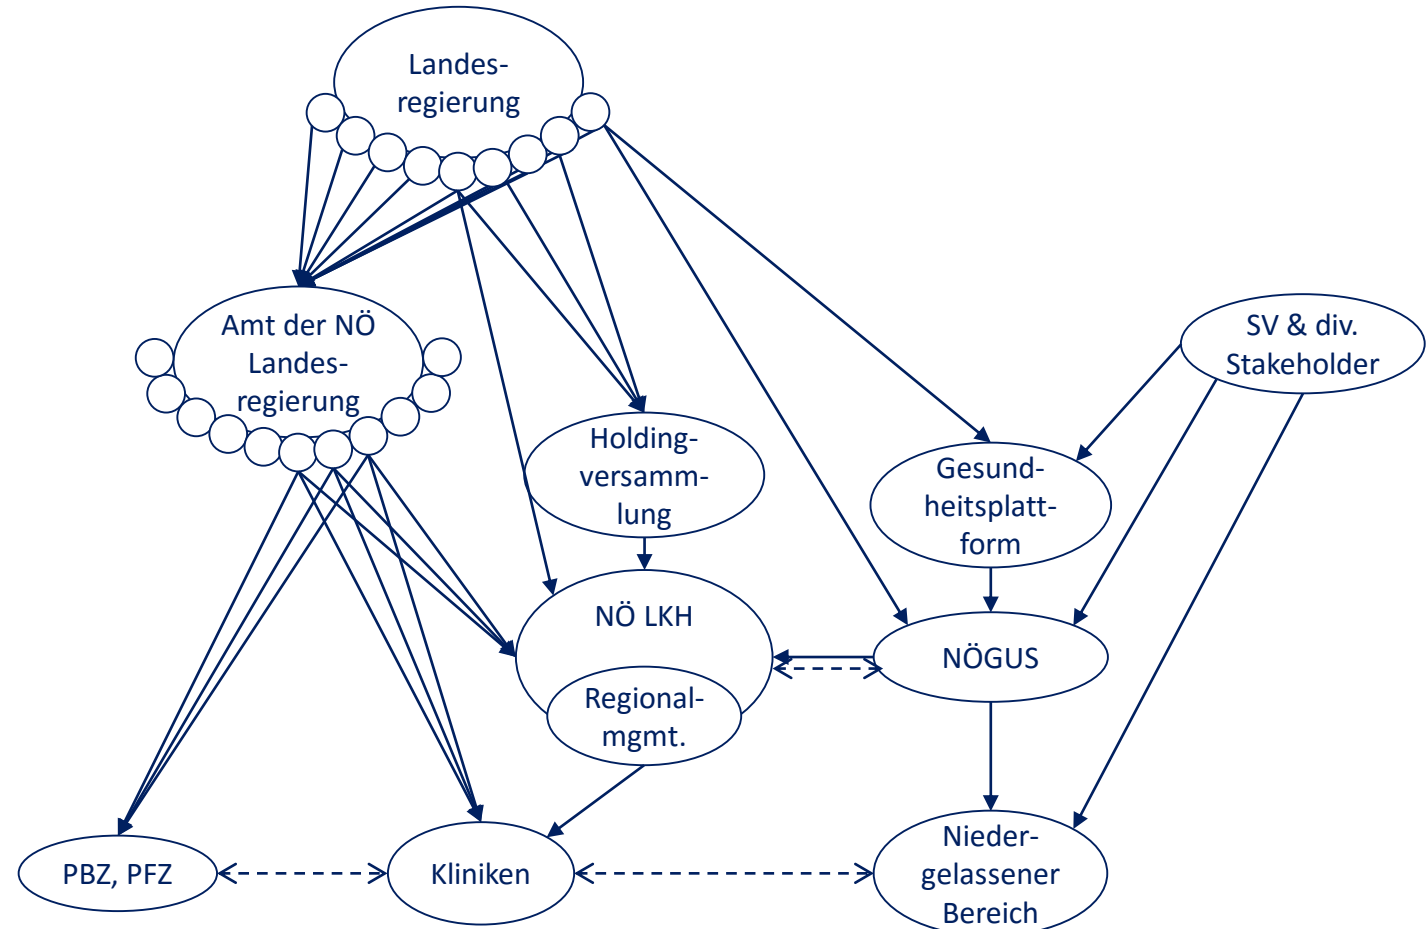 Landes-
regierung
Amt der NÖ
Landes-
regierung
SV & div.
Stakeholder
Holding-
versamm-
lung
Gesund-
heitsplatt-
form
NÖ LKH
NÖGUS
Regional-
mgmt.
PBZ, PFZ
Kliniken
Nieder-
gelassener
Bereich